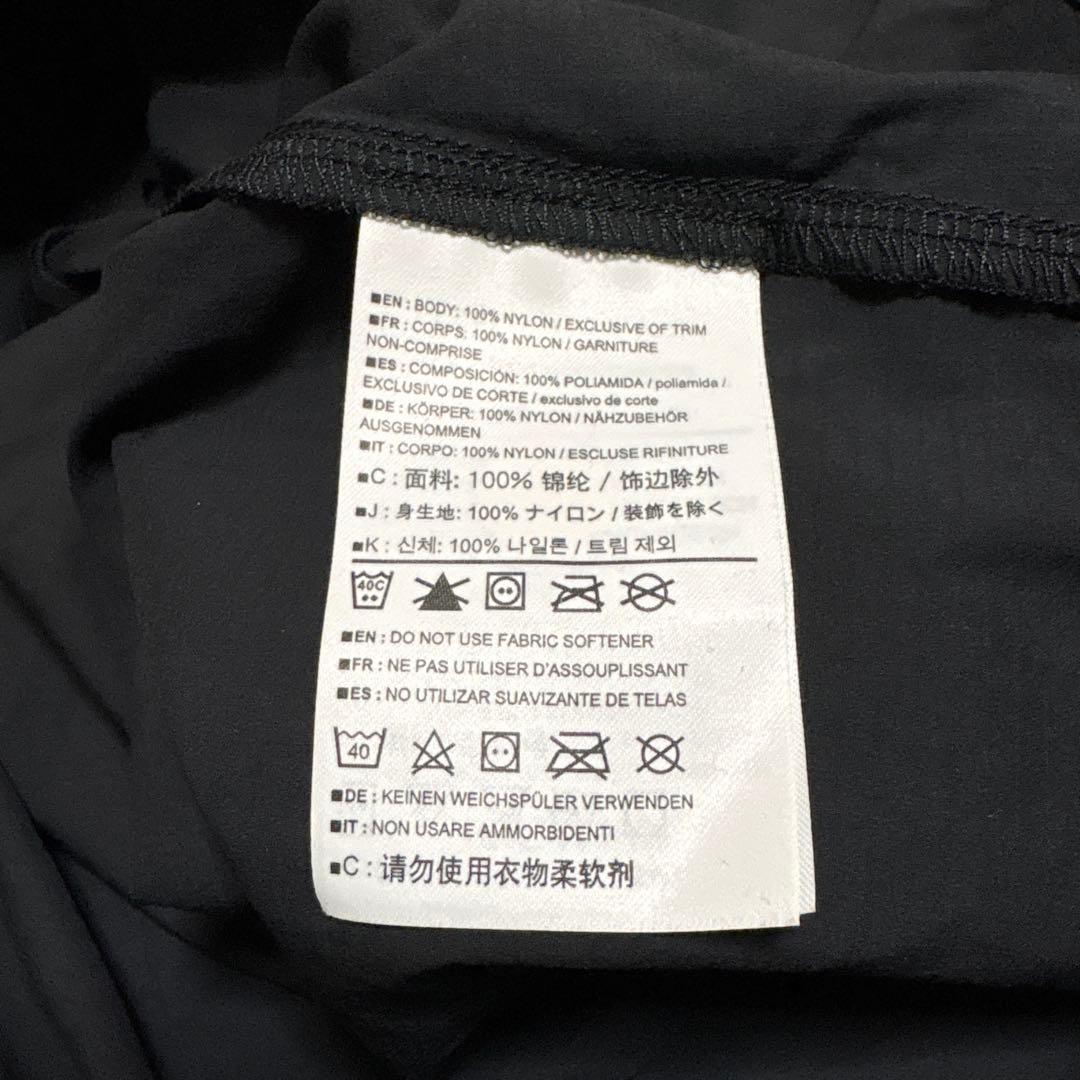 ■EN : BODY: 100% NYLON / EXCLUSIVE OF TRIM
■FR : CORPS: 100% NYLON / GARNITURE
NON-COMPRISE
■ES : COMPOSICIÓN: 100% POLIAMIDA / poliamida /
EXCLUSIVO DE CORTE / exclusivo de corte
■DE : KÖRPER: 100% NYLON / NÄHZUBEHÖR
AUSGENOMMEN
■IT : CORPO: 100% NYLON / ESCLUSE RIFINITURE
■C : 面料: 100% 锦纶 / 饰边除外
■J : 身生地: 100% ナイロン / 装飾を除く
■K : 신체: 100% 나일론 / 트림 제외
40C
■EN : DO NOT USE FABRIC SOFTENER
■FR : NE PAS UTILISER D'ASSOUPLISSANT
■ES : NO UTILIZAR SUAVIZANTE DE TELAS
40
■DE : KEINEN WEICHSPÜLER VERWENDEN
■IT : NON USARE AMMORBIDENTI
■C : 请勿使用衣物柔软剂